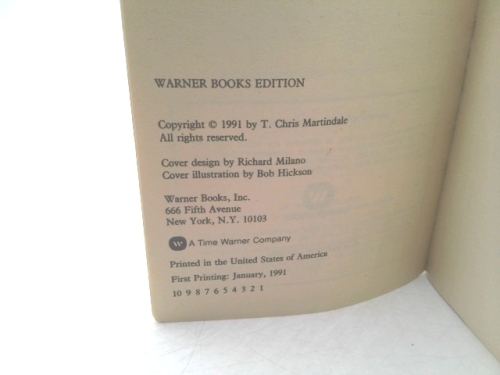 WARNER BOOKS EDITION
Copyright © 1991 by T. Chris Martindale
All rights reserved.
Cover design by Richard Milano
Cover illustration by Bob Hickson
Warner Books, Inc.
666 Fifth Avenue
New York, N.Y. 10103
W A Time Warner Company
Printed in the United States of America
First Printing: January, 1991
10 9 8 7 6 5 4 3 2 1